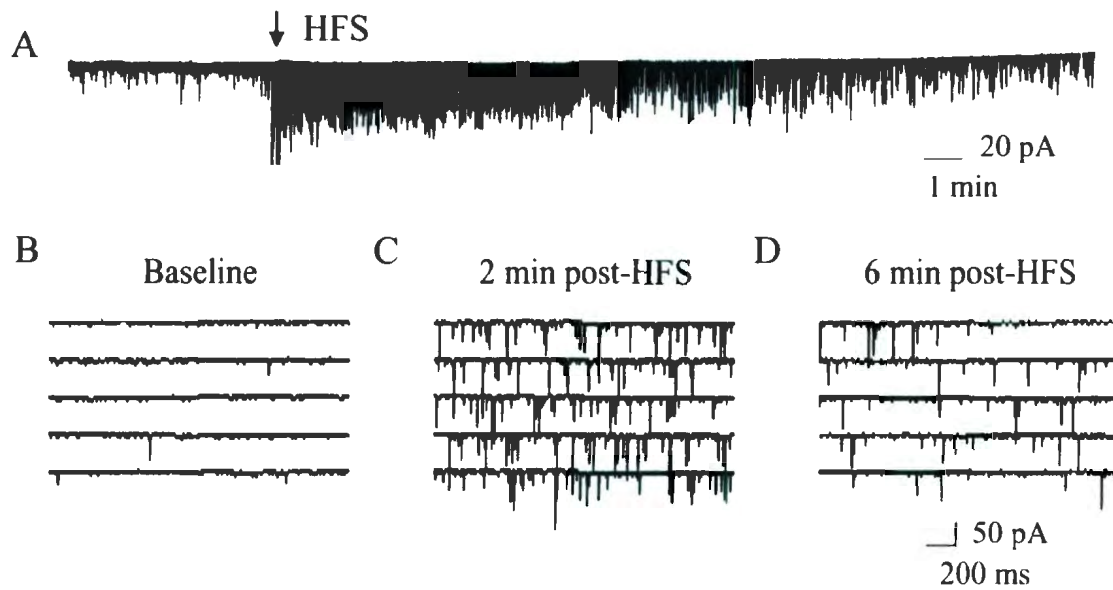 A
HFS
20 pA
1 min
B
Baseline
C
2 min post-HFS
D
6 min post-HFS
50 pA
200 ms